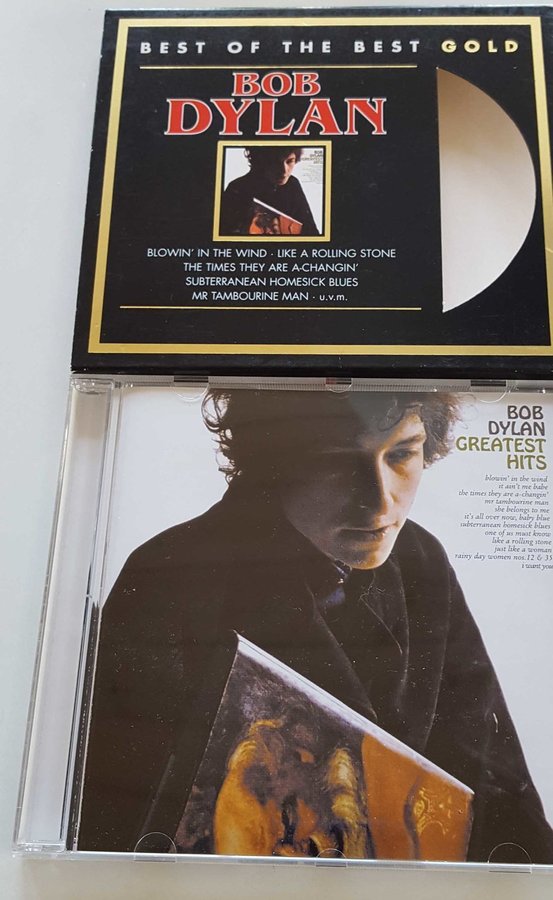 BEST OF THE BEST GOLD
BOB
DYLAN
BOB
DYLAN
GREATEST
HITS
BLOWIN' IN THE WIND · LIKE A ROLLING STONE
THE TIMES THEY ARE A-CHANGIN'
SUBTERRANEAN HOMESICK BLUES
MR TAMBOURINE MAN · u.v.m.
BOB
DYLAN
GREATEST
HITS
blowin' in the wind
it ain't me babe
the times they are a-changin'
mr tambourine man
she belongs to me
it's all over now, baby blue
subterranean homesick blues
one of us must know
like a rolling stone
just like a woman
rainy day women nos.12 & 35
i want you